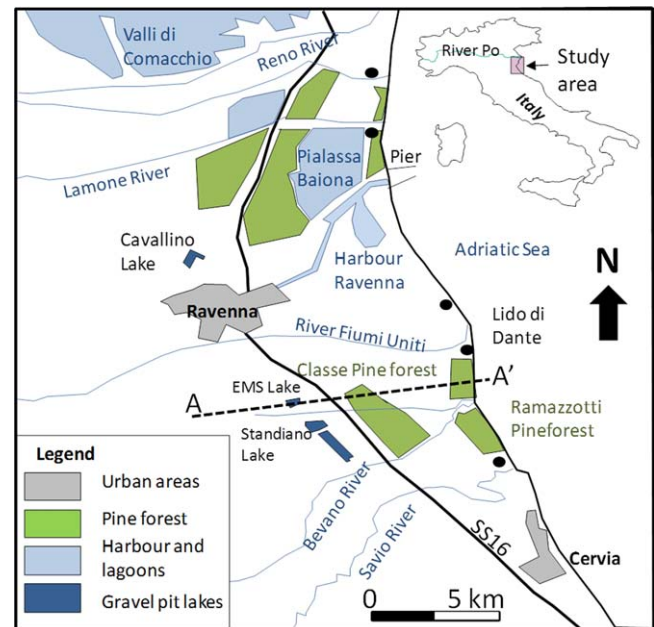 Valli di
Comacchio
Reno River
River Po
Study
area
Italy
Pialassa
Baiona
Pier
Lamone River
Cavallino
Lake
Harbour
Ravenna
Adriatic Sea
N
Ravenna
Lido di
Dante
River Fiumi Uniti
Classe Pine forest
A'
EMS Lake
A
Ramazzotti
Pineforest
Standiano
Lake
Legend
Urban areas
Pine forest
Harbour and
lagoons
Gravel pit lakes
Bevano River
Savio River
SS16
Cervia
0 5 km